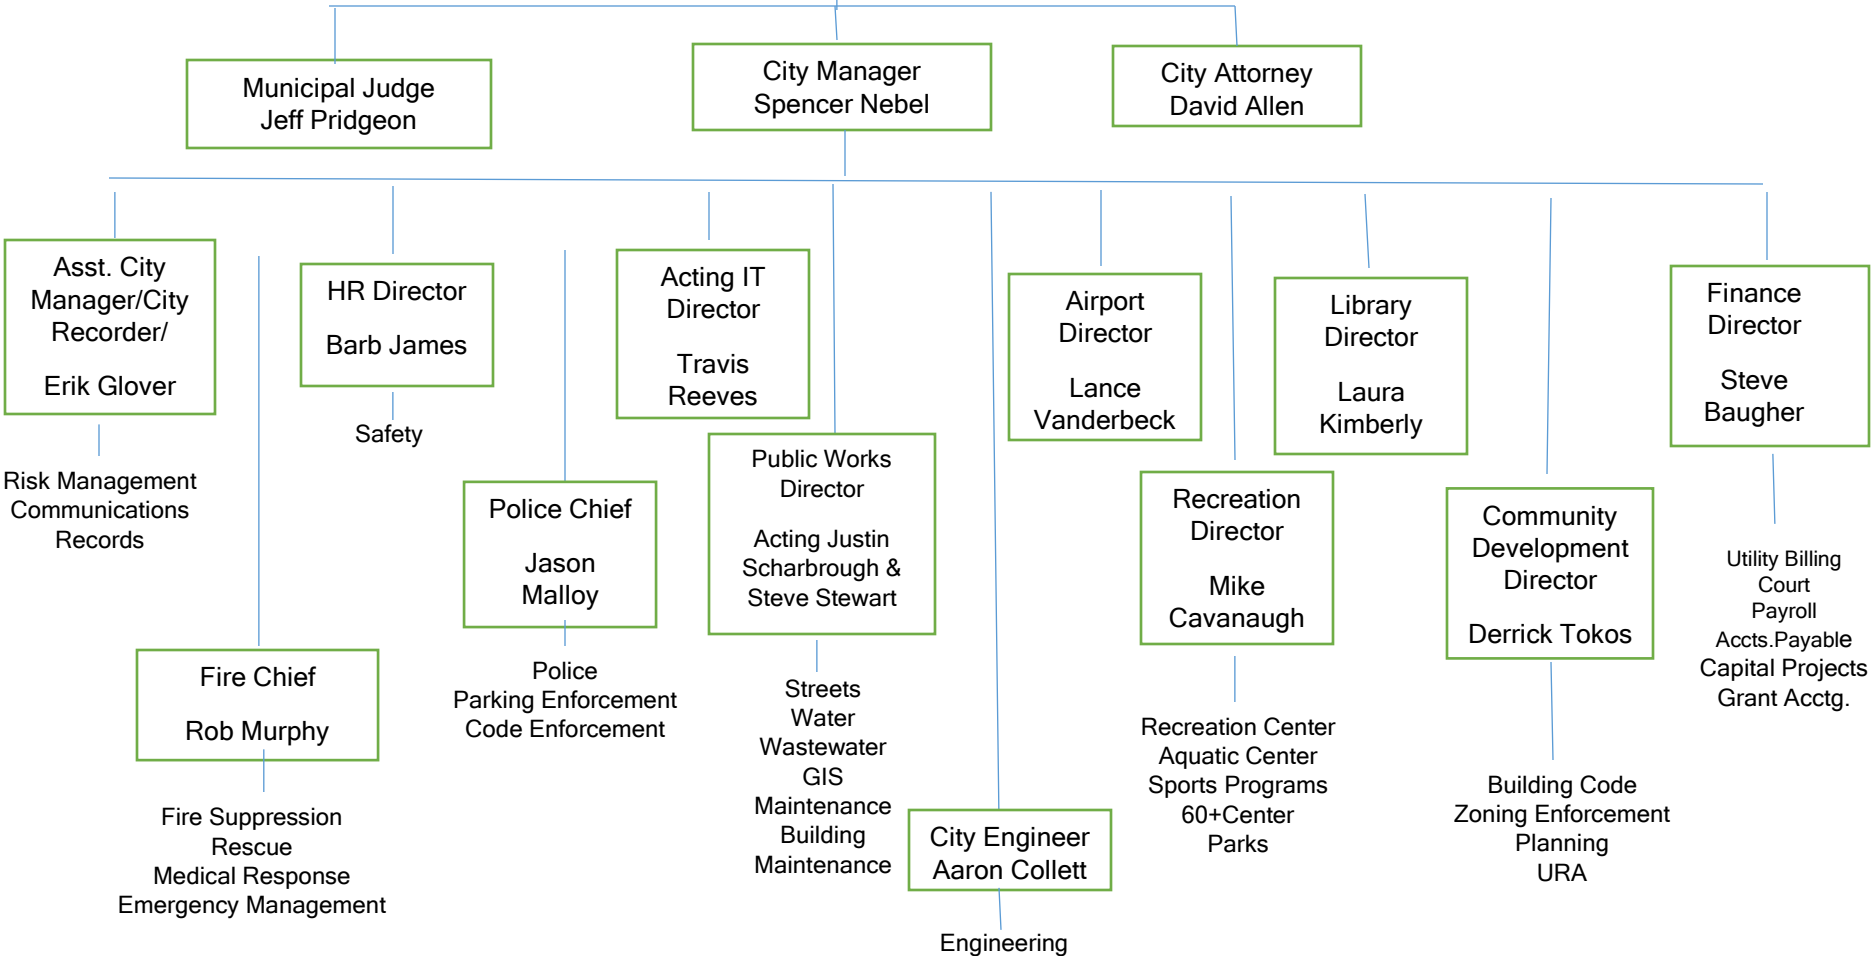 Municipal Judge
Jeff Pridgeon
City Manager
Spencer Nebel
City Attorney
David Allen
Asst. City
Manager/City
Recorder/
Erik Glover
Risk Management
Communications
Records
Fire Chief
Rob Murphy
Fire Suppression
Rescue
Medical Response
Emergency Management
HR Director
Barb James
Safety
Police Chief
Jason
Malloy
Police
Parking Enforcement
Code Enforcement
Acting IT
Director
Travis
Reeves
Public Works
Director
Acting Justin
Scharbrough &
Steve Stewart
Streets
Water
Wastewater
GIS
Maintenance
Building
Maintenance
City Engineer
Aaron Collett
Engineering
Airport
Director
Lance
Vanderbeck
Recreation
Director
Mike
Cavanaugh
Recreation Center
Aquatic Center
Sports Programs
60+Center
Parks
Library
Director
Laura
Kimberly
Community
Development
Director
Derrick Tokos
Building Code
Zoning Enforcement
Planning
URA
Finance
Director
Steve
Baugher
Utility Billing
Court
Payroll
Accts.Payable
Capital Projects
Grant Acctg.